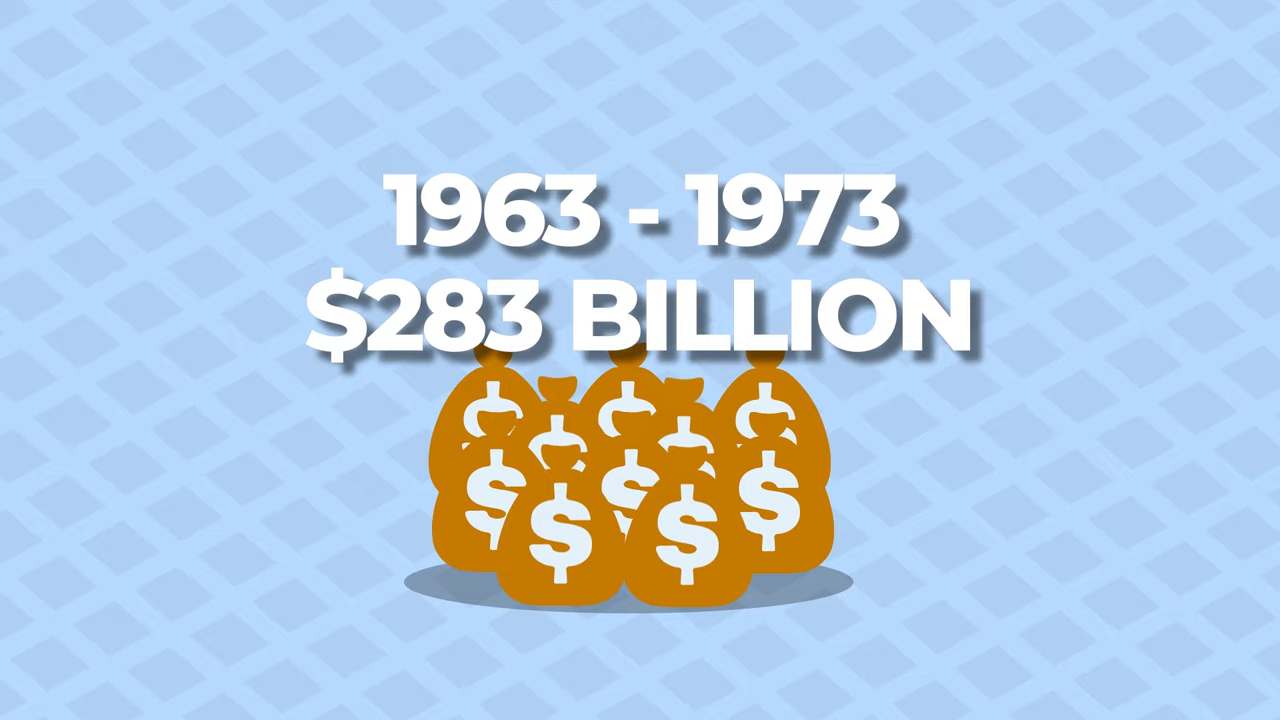 1963 - 1973
$283 BILLION
$ $ $
$ $
$ $ $
$ $